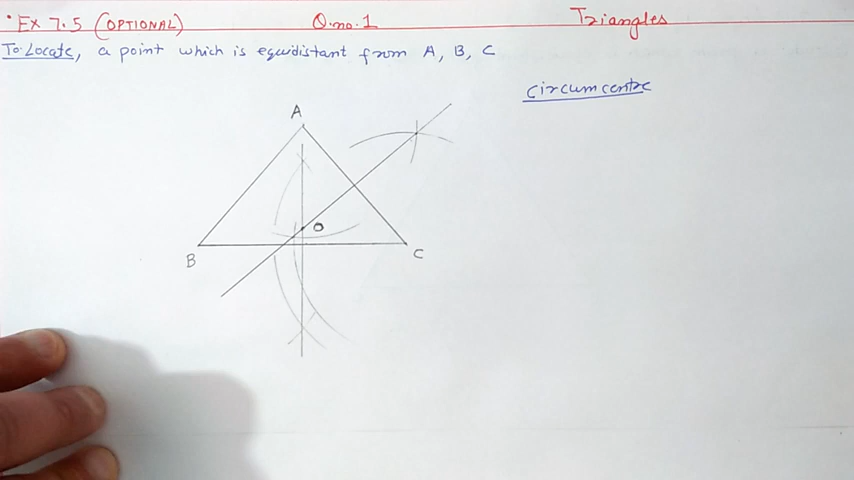 • EX 7.5 (OPTIONAL) Q.no.1 Triangles
To Locate, a point which is equidistant from A, B, C
circumcentre
A
O
B
C